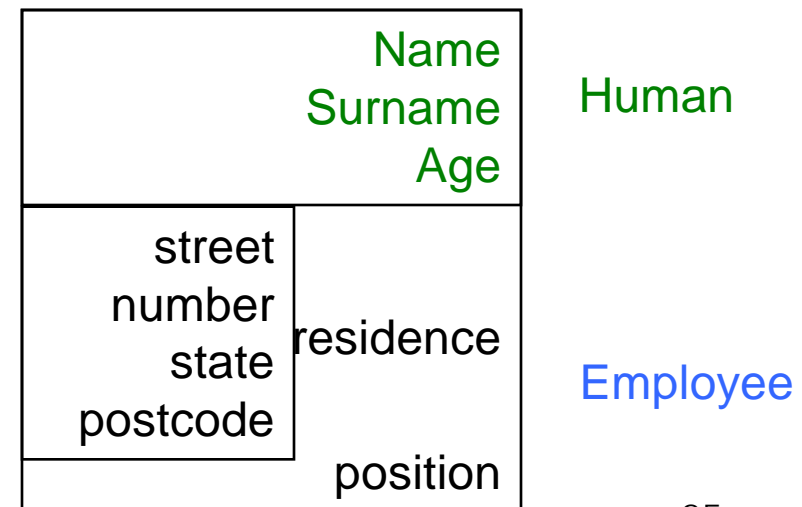 Name
Surname
Age
Human
street
number
state
postcode
residence
position
Employee